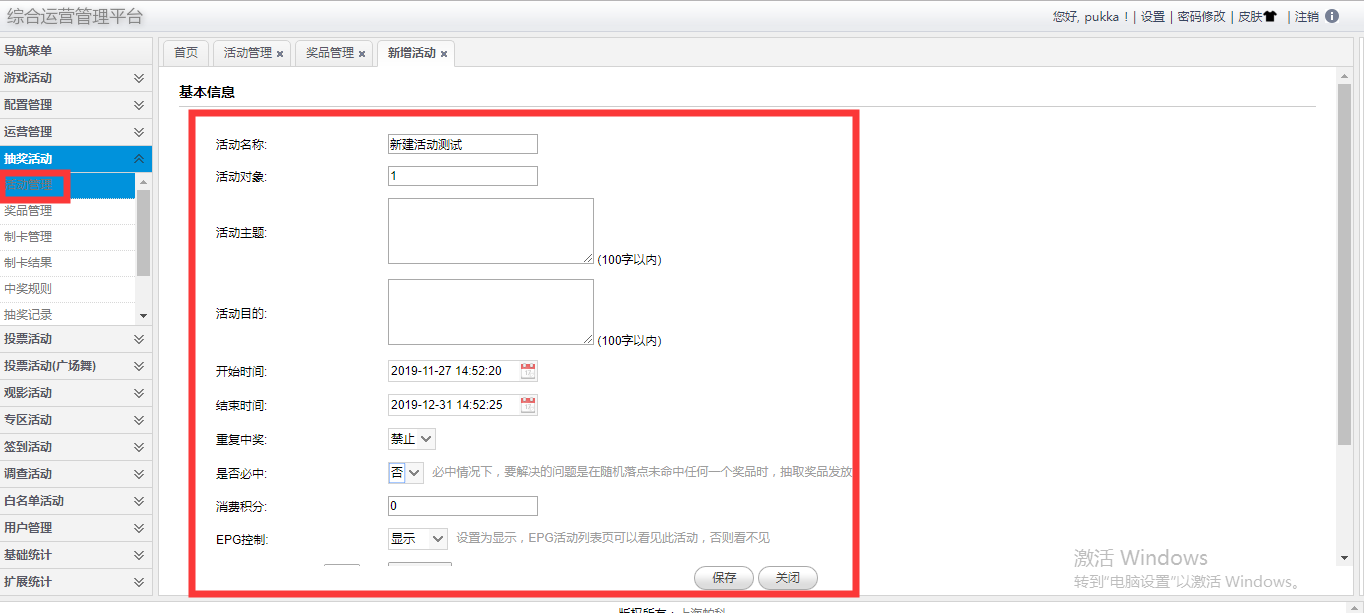 综合运营管理平台
您好, pukka ! | 设置 | 密码修改 | 皮肤 | 注销
导航菜单
首页 活动管理 奖品管理 新增活动
游戏活动
配置管理
运营管理
抽奖活动
活动管理
奖品管理
制卡管理
制卡结果
中奖规则
抽奖记录
投票活动
投票活动(广场舞)
观影活动
专区活动
签到活动
调查活动
白名单活动
用户管理
基础统计
扩展统计
基本信息
活动名称: 新建活动测试
活动对象: 1
活动主题: (100字以内)
活动目的: (100字以内)
开始时间: 2019-11-27 14:52:20
结束时间: 2019-12-31 14:52:25
重复中奖: 禁止
是否必中: 否 必中情况下，要解决的问题是在随机落点未命中任何一个奖品时，抽取奖品发放
消费积分: 0
EPG控制: 显示 设置为显示，EPG活动列表页可以看见此活动，否则看不见
保存 关闭
激活 Windows
转到"电脑设置"以激活 Windows。